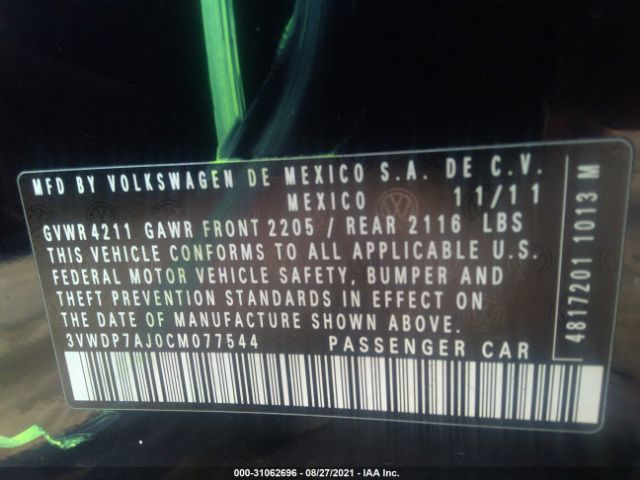 MFD BY VOLKSWAGEN DE MEXICO S.A. DE C.V.
MEXICO 11/11
GVWR 4211 GAWR FRONT 2205 / REAR 2116 LBS
THIS VEHICLE CONFORMS TO ALL APPLICABLE U.S.
FEDERAL MOTOR VEHICLE SAFETY, BUMPER AND
THEFT PREVENTION STANDARDS IN EFFECT ON
THE DATE OF MANUFACTURE SHOWN ABOVE.
3VWDP7AJ0CM077544 PASSENGER CAR
4817201 1013 M
000-31062696 - 08/27/2021 - IAA Inc.